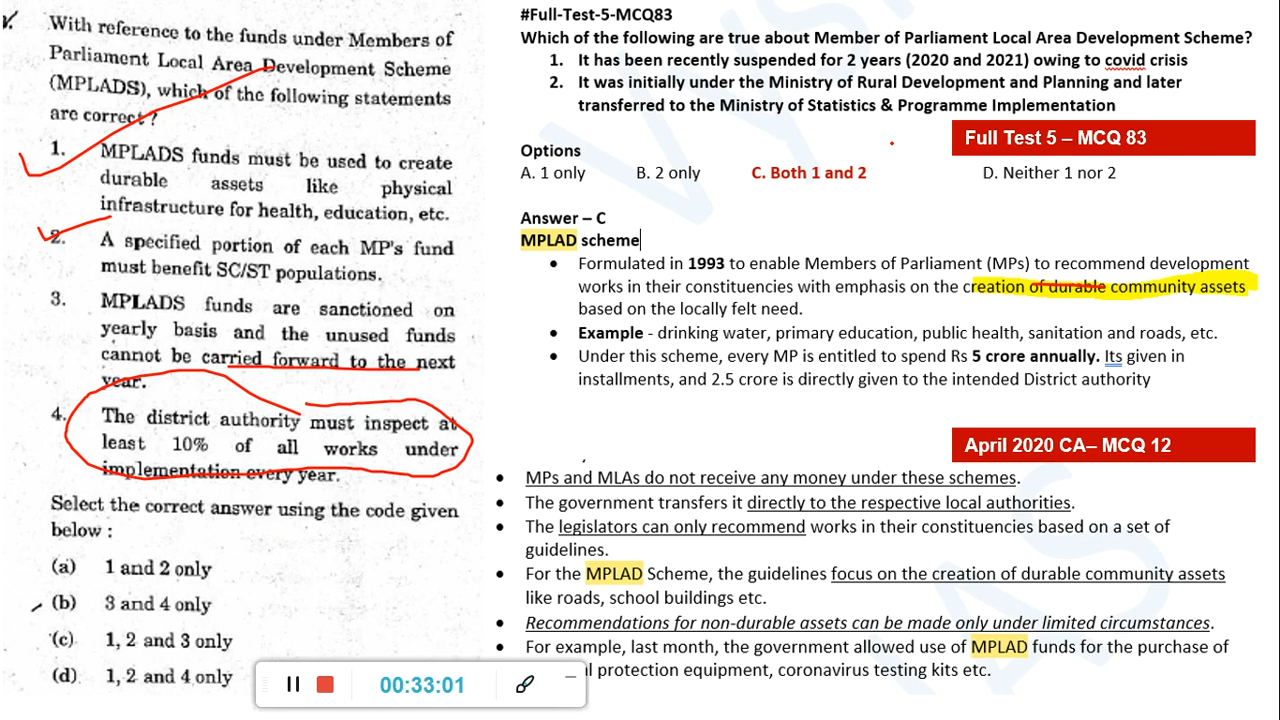 With reference to the funds under Members of
Parliament Local Area Development Scheme
(MPLADS), which of the following statements
are correct?
1. MPLADS funds must be used to create
durable assets like physical
infrastructure for health, education, etc.
2. A specified portion of each MP's fund
must benefit SC/ST populations.
3. MPLADS funds are sanctioned on
yearly basis and the unused funds
cannot be carried forward to the next
year.
4. The district authority must inspect at
least 10% of all works under
implementation every year.
Select the correct answer using the code given
below :
(a) 1 and 2 only
(b) 3 and 4 only
(c) 1, 2 and 3 only
(d) 1, 2 and 4 only
#Full-Test-5-MCQ83
Which of the following are true about Member of Parliament Local Area Development Scheme?
1. It has been recently suspended for 2 years (2020 and 2021) owing to covid crisis
2. It was initially under the Ministry of Rural Development and Planning and later
transferred to the Ministry of Statistics & Programme Implementation
Full Test 5 – MCQ 83
Options
A. 1 only B. 2 only C. Both 1 and 2 D. Neither 1 nor 2
Answer – C
MPLAD scheme
• Formulated in 1993 to enable Members of Parliament (MPs) to recommend development
works in their constituencies with emphasis on the creation of durable community assets
based on the locally felt need.
• Example - drinking water, primary education, public health, sanitation and roads, etc.
• Under this scheme, every MP is entitled to spend Rs 5 crore annually. Its given in
installments, and 2.5 crore is directly given to the intended District authority
April 2020 CA– MCQ 12
• MPs and MLAs do not receive any money under these schemes.
• The government transfers it directly to the respective local authorities.
• The legislators can only recommend works in their constituencies based on a set of
guidelines.
• For the MPLAD Scheme, the guidelines focus on the creation of durable community assets
like roads, school buildings etc.
• Recommendations for non-durable assets can be made only under limited circumstances.
• For example, last month, the government allowed use of MPLAD funds for the purchase of
protection equipment, coronavirus testing kits etc.
00:33:01